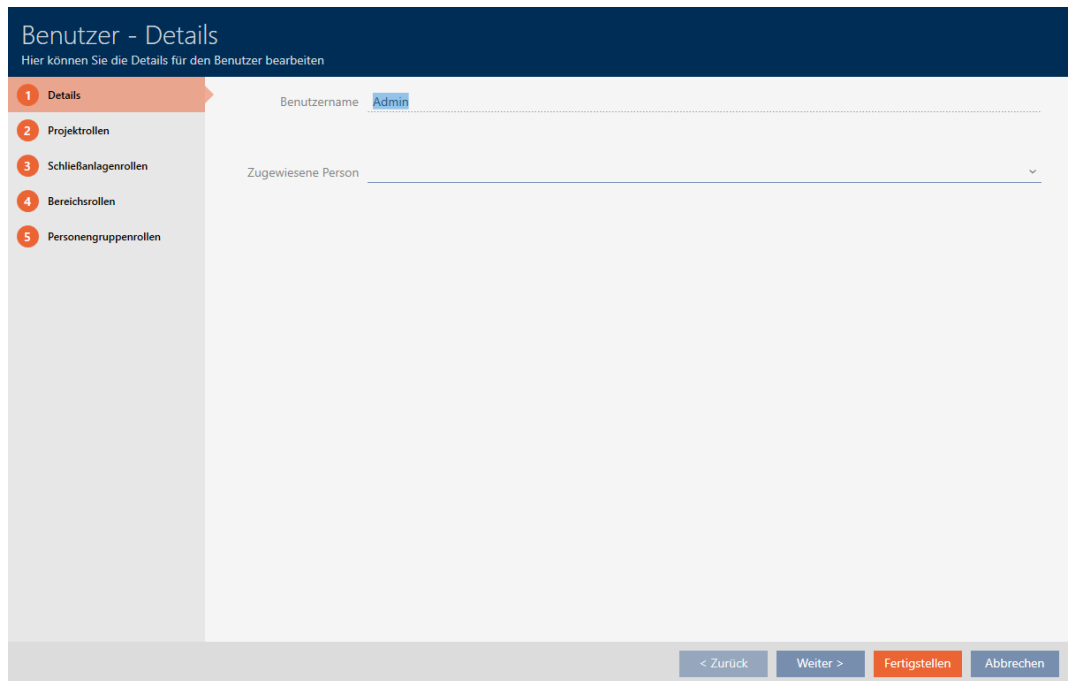 Benutzer - Details
Hier können Sie die Details für den Benutzer bearbeiten
1 Details
2 Projektrollen
3 Schließanlagenrollen
4 Bereichsrollen
5 Personengruppenrollen
Benutzername Admin
Zugewiesene Person
< Zurück Weiter > Fertigstellen Abbrechen